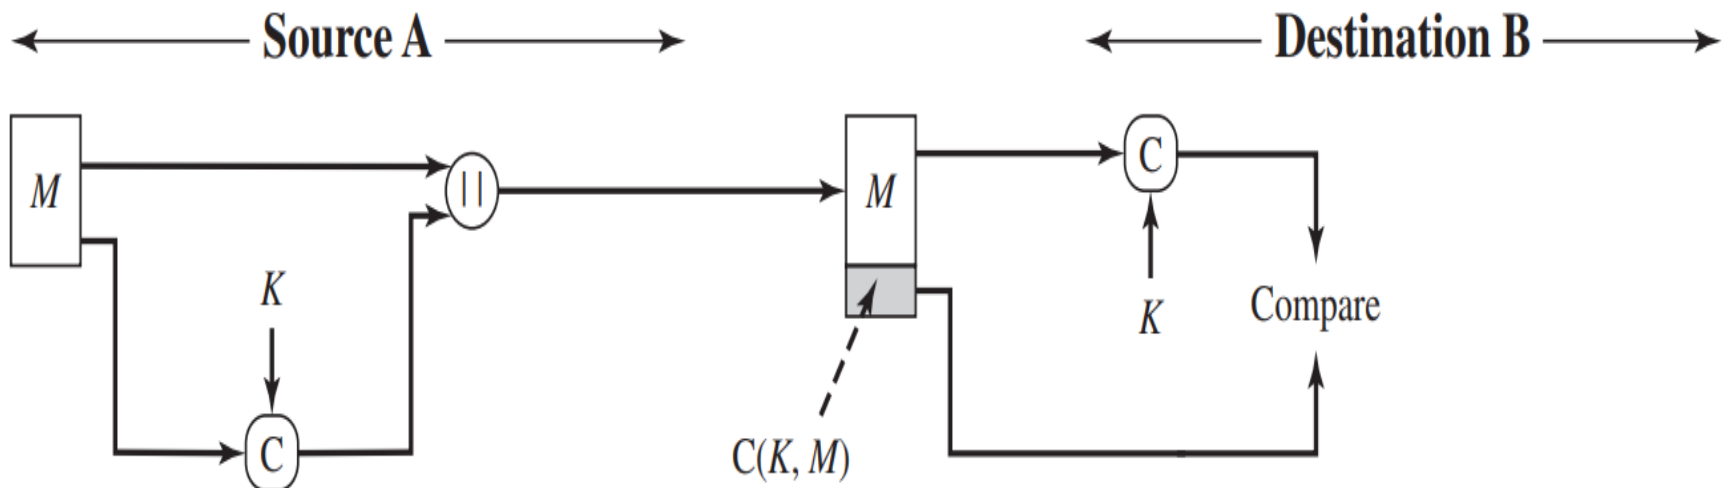 Source A
Destination B
M
||
M
C
K
K
Compare
C(K, M)
C